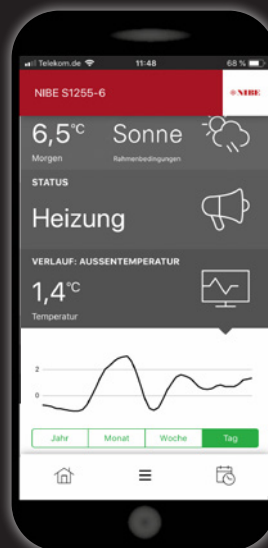 Telekom.de 11:48 68 %
NIBE S1255-6
NIBE
6,5°C Sonne
Morgen Rahmenbedingungen
STATUS
Heizung
VERLAUF: AUSSENTEMPERATUR
1,4°C
Temperatur
2
0
Jahr Monat Woche Tag